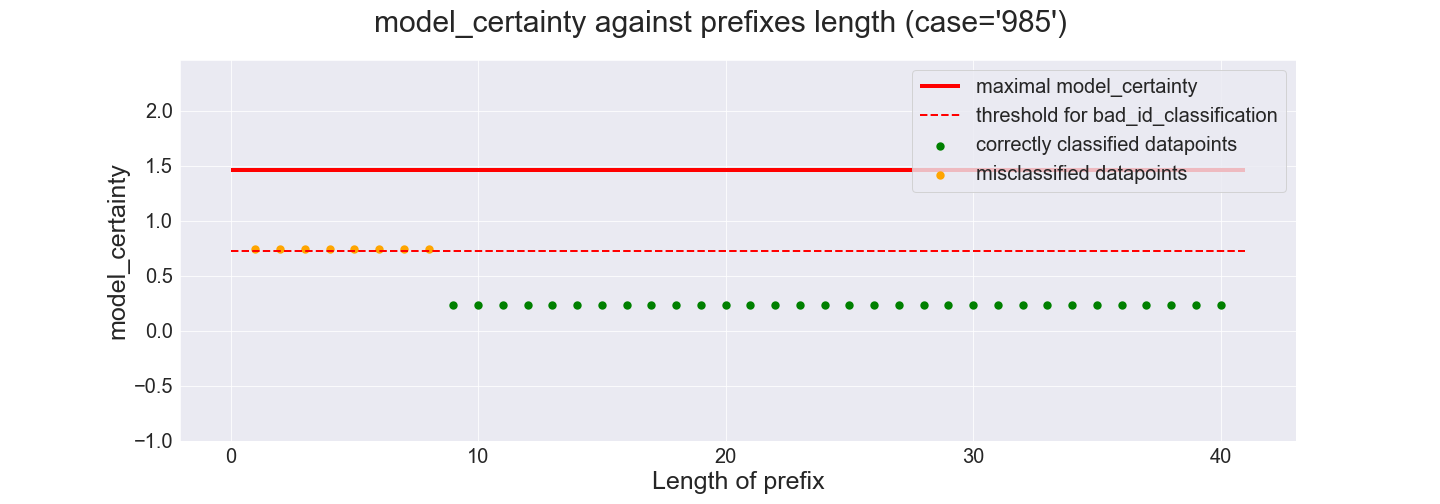 model_certainty against prefixes length (case='985')
maximal model_certainty
threshold for bad_id_classification
correctly classified datapoints
misclassified datapoints
model_certainty
2.0
1.5
1.0
0.5
0.0
−0.5
−1.0
0 10 20 30 40
Length of prefix